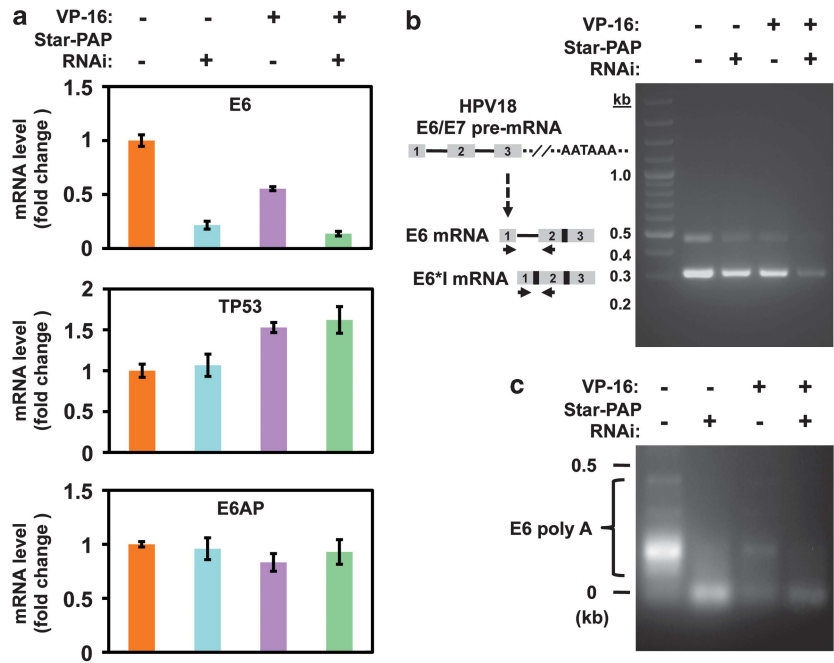 a
VP-16: - - + +
Star-PAP
RNAi: - + - +
E6
mRNA level
(fold change )
1
0.5
0
TP53
mRNA level
(fold change)
2
1.5
1
0.5
0
E6AP
mRNA level
(fold change )
1.5
1
0.5
0
b
VP-16: - - + +
Star-PAP
RNAi: - + - +
kb
HPV18
E6/E7 pre-mRNA
1 2 3 // AATAAA
1.0
E6 mRNA 1 2 3
0.5
0.4
E6*I mRNA 1 2 3
0.3
0.2
c
VP-16: - - + +
Star-PAP
RNAi: - + - +
0.5
E6 poly A
0
(kb)